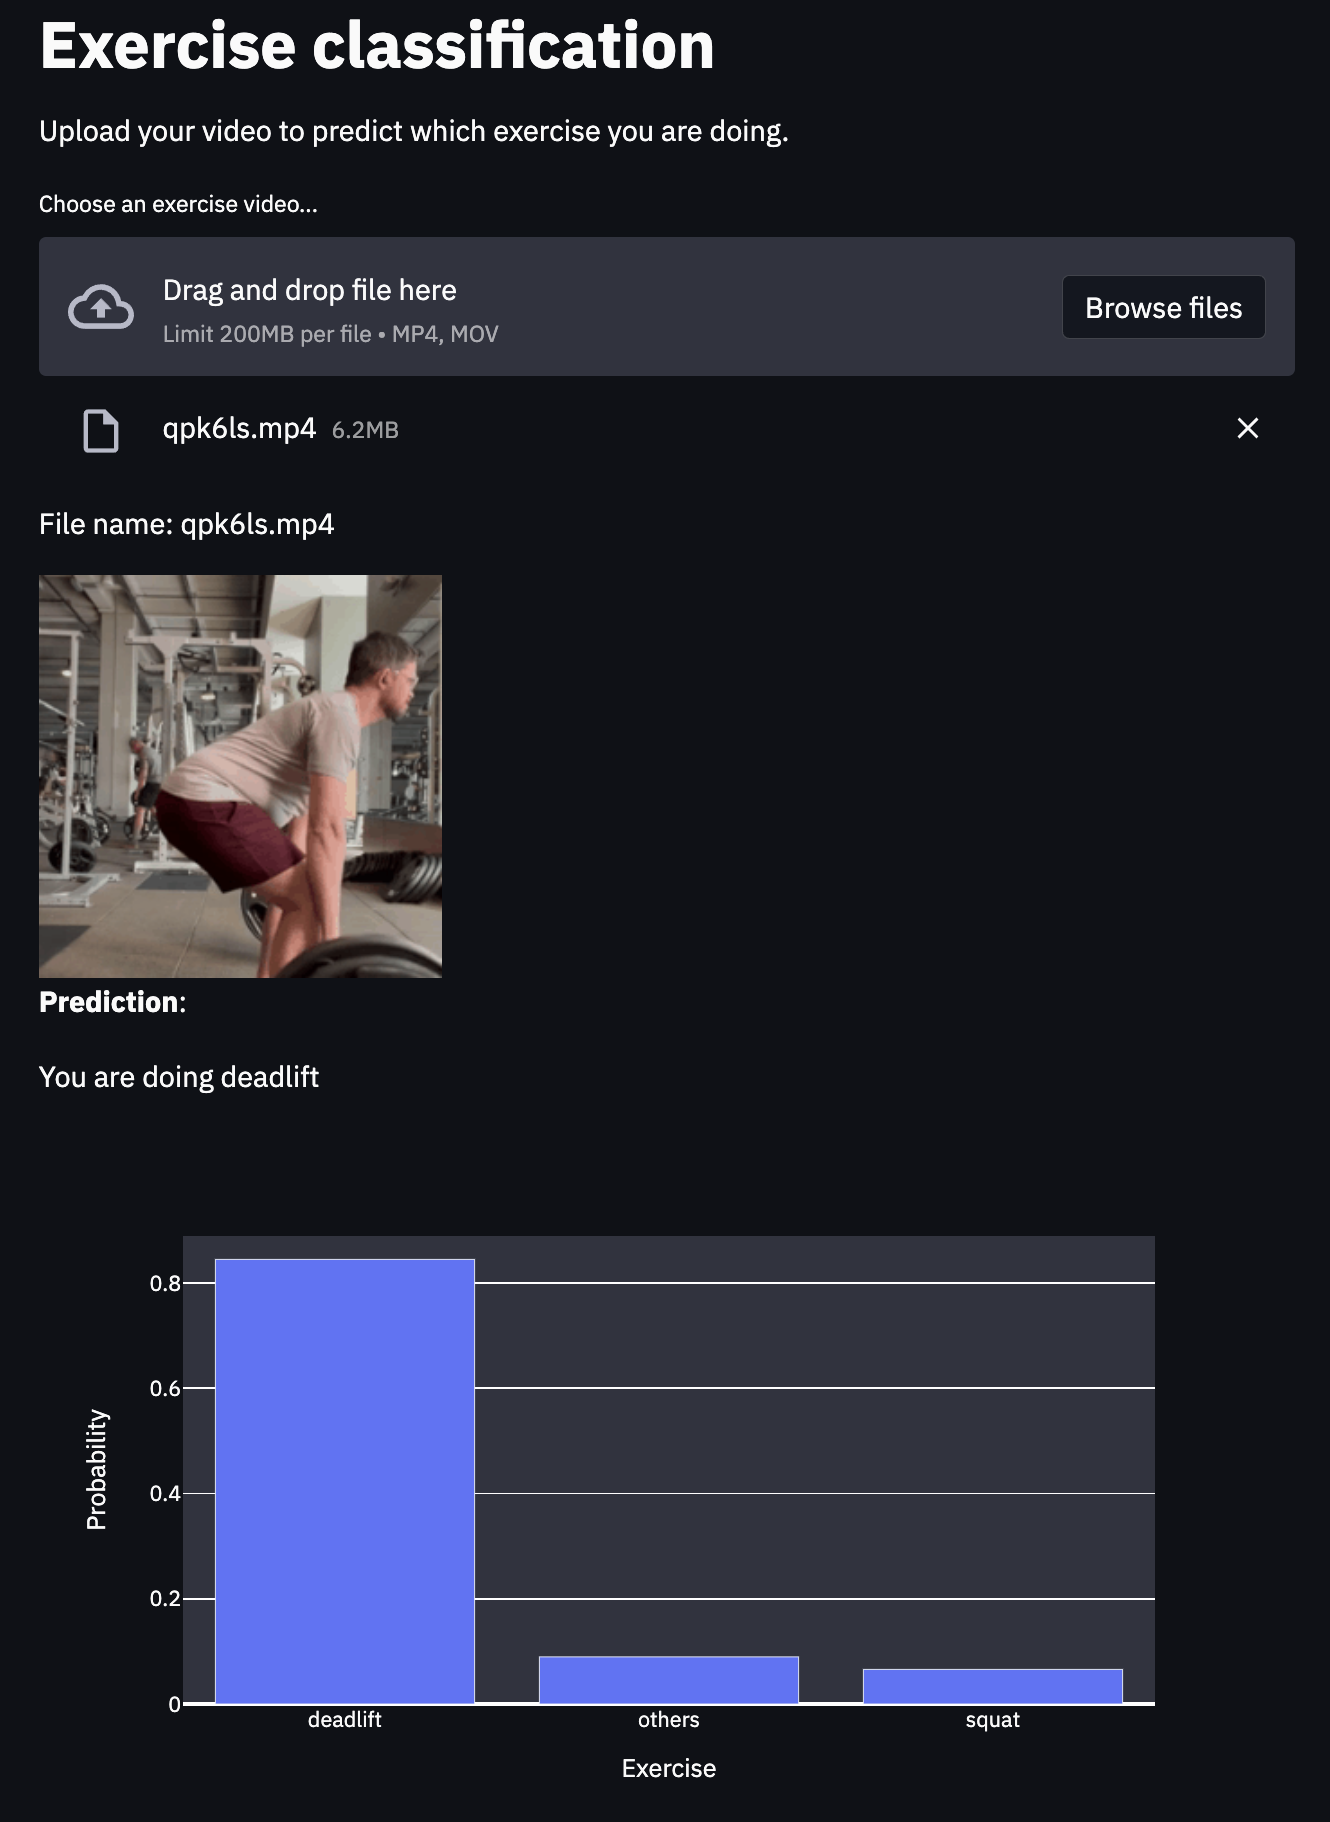 Exercise classification
Upload your video to predict which exercise you are doing.
Choose an exercise video...
Drag and drop file here
Limit 200MB per file • MP4, MOV
Browse files
qpk6ls.mp4 6.2MB
File name: qpk6ls.mp4
Prediction:
You are doing deadlift
0.8
0.6
0.4
0.2
0
Probability
deadlift others squat
Exercise